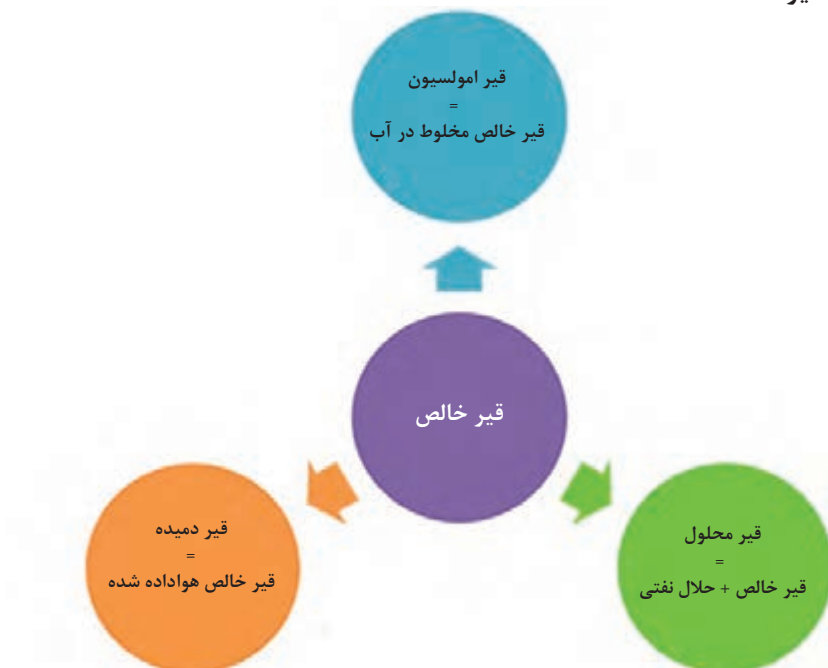 قیر امولسیون
=
قیر خالص مخلوط در آب
قیر خالص
قیر دمیده
=
قیر خالص هواداده شده
قیر محلول
=
قیر خالص + حلال نفتی